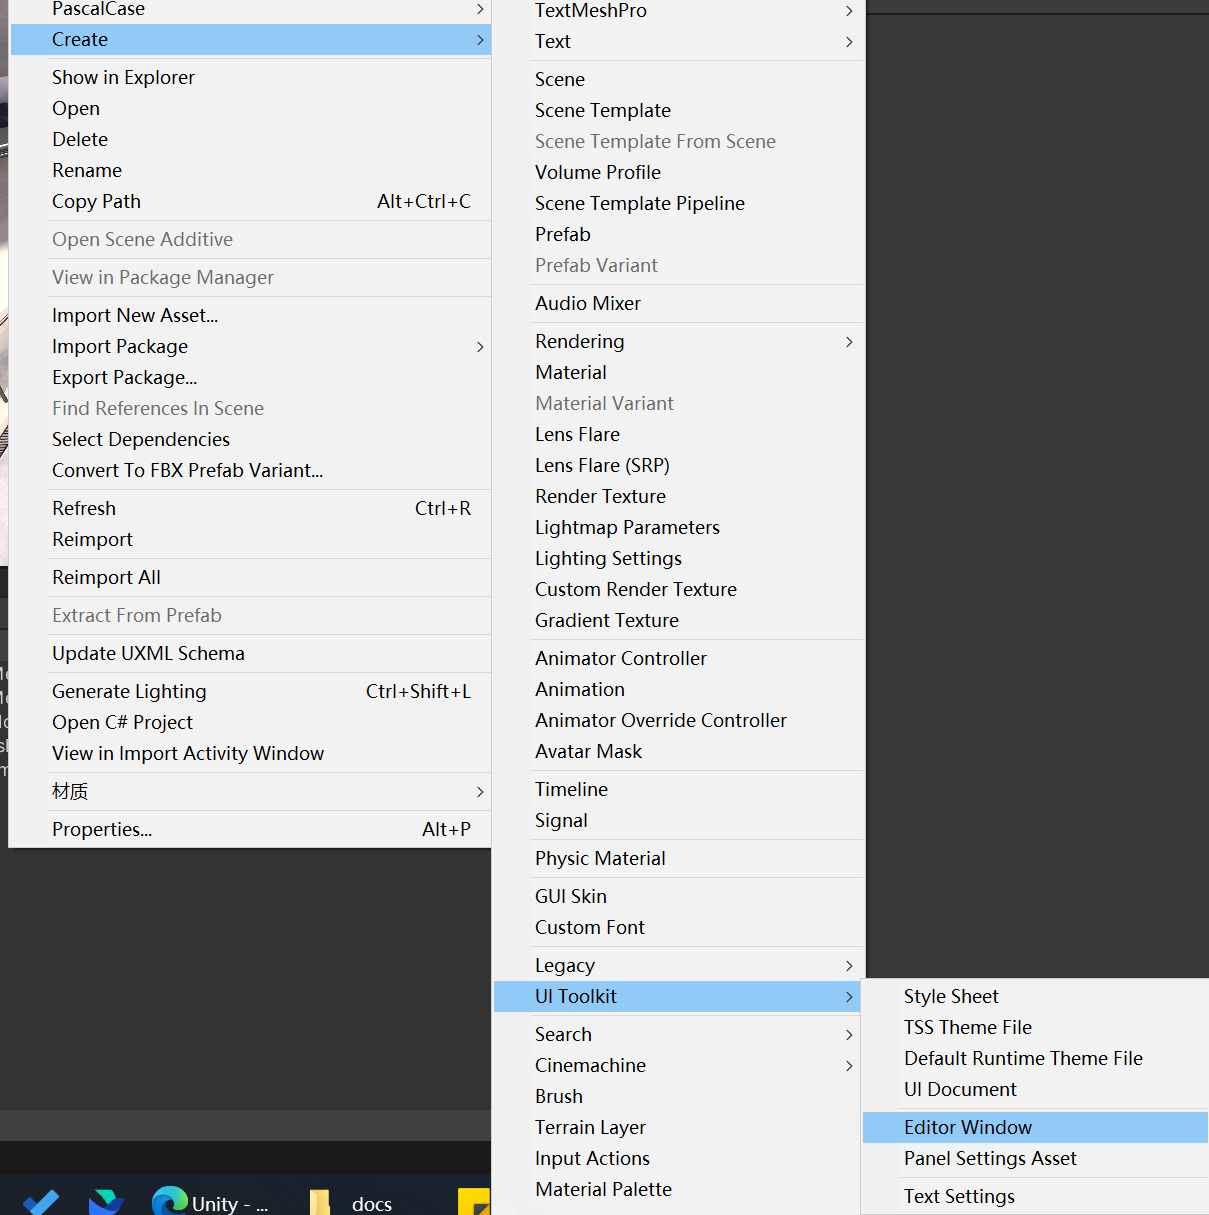 PascalCase
Create
Show in Explorer
Open
Delete
Rename
Copy Path Alt+Ctrl+C
Open Scene Additive
View in Package Manager
Import New Asset...
Import Package
Export Package...
Find References In Scene
Select Dependencies
Convert To FBX Prefab Variant...
Refresh Ctrl+R
Reimport
Reimport All
Extract From Prefab
Update UXML Schema
Generate Lighting Ctrl+Shift+L
Open C# Project
View in Import Activity Window
材质
Properties... Alt+P
TextMeshPro
Text
Scene
Scene Template
Scene Template From Scene
Volume Profile
Scene Template Pipeline
Prefab
Prefab Variant
Audio Mixer
Rendering
Material
Material Variant
Lens Flare
Lens Flare (SRP)
Render Texture
Lightmap Parameters
Lighting Settings
Custom Render Texture
Gradient Texture
Animator Controller
Animation
Animator Override Controller
Avatar Mask
Timeline
Signal
Physic Material
GUI Skin
Custom Font
Legacy
UI Toolkit
Search
Cinemachine
Brush
Terrain Layer
Input Actions
Material Palette
Style Sheet
TSS Theme File
Default Runtime Theme File
UI Document
Editor Window
Panel Settings Asset
Text Settings
Unity - ...
docs